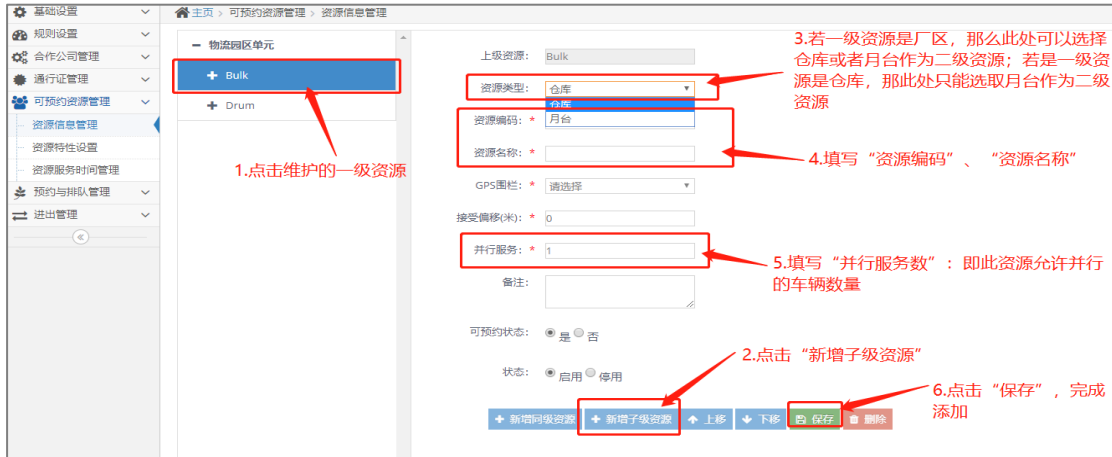 基础设置
规则设置
合作公司管理
通行证管理
可预约资源管理
资源信息管理
资源特性设置
资源服务时间管理
预约与排队管理
进出管理
主页 > 可预约资源管理 > 资源信息管理
物流园区单元
Bulk
Drum
1.点击维护的一级资源
上级资源: Bulk
资源类型: 仓库
仓库
月台
资源编码: *
资源名称: *
GPS围栏: * 请选择
接受偏移(米): * 0
并行服务: * 1
备注:
可预约状态: 是 否
状态: 启用 停用
新增同级资源 新增子级资源 上移 下移 保存 删除
3.若一级资源是厂区，那么此处可以选择
仓库或者月台作为二级资源；若是一级资
源是仓库，那此处只能选取月台作为二级
资源
4.填写“资源编码”、“资源名称”
5.填写“并行服务数”：即此资源允许并行
的车辆数量
2.点击“新增子级资源”
6.点击“保存”，完成
添加